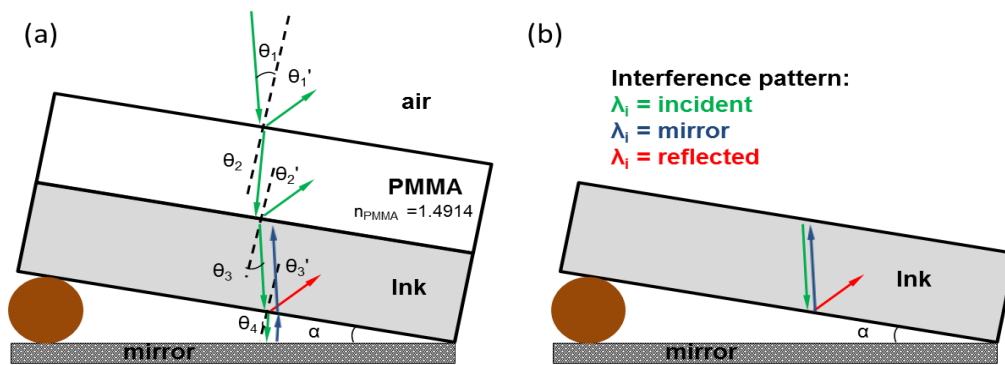 (a)
θ₁
θ₁'
air
θ₂
θ₂'
PMMA
nPMMA =1.4914
θ₃
θ₃'
Ink
θ₄
α
mirror
(b)
Interference pattern:
λᵢ = incident
λᵢ = mirror
λᵢ = reflected
Ink
α
mirror